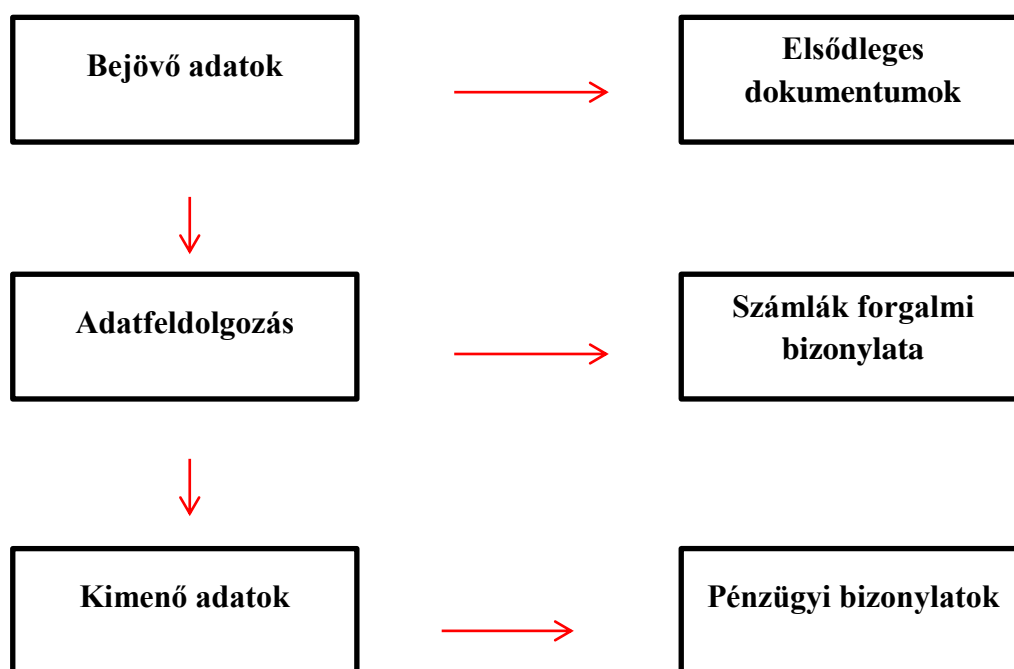 Bejövő adatok
Elsődleges
dokumentumok
Adatfeldolgozás
Számlák forgalmi
bizonylata
Kimenő adatok
Pénzügyi bizonylatok